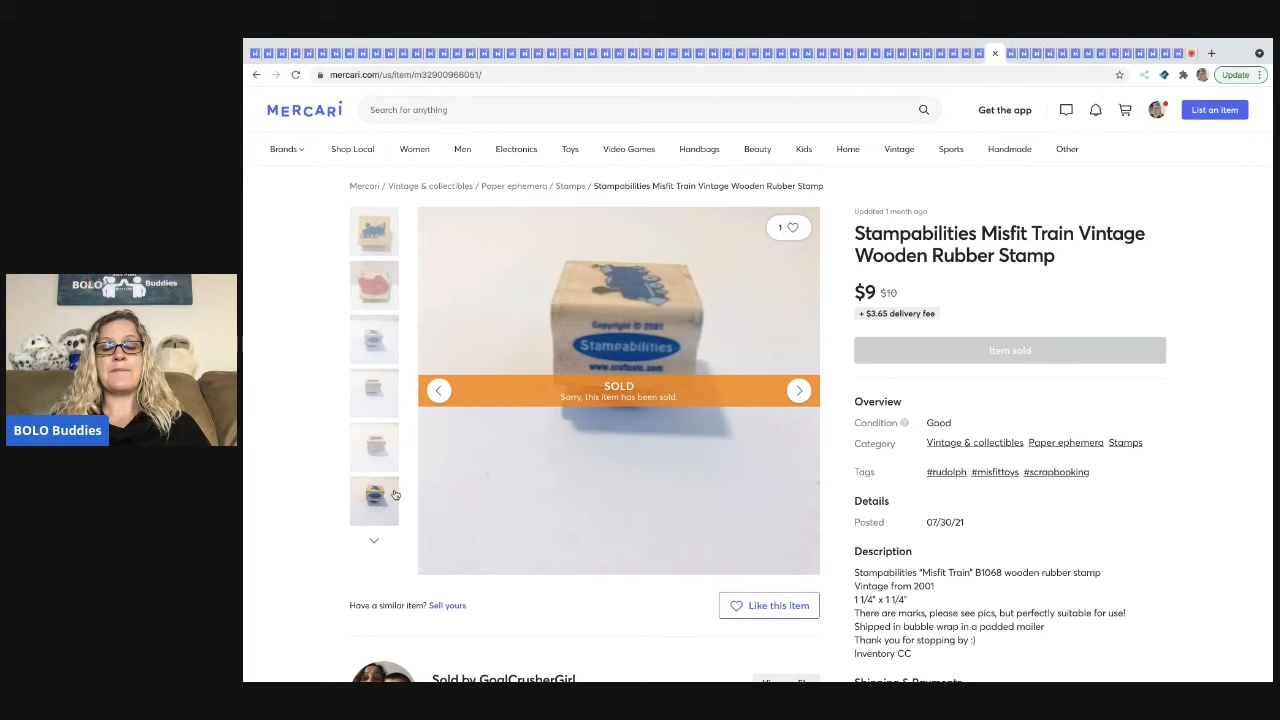 mercari.com/us/item/m32900966051/
Update
MERCARI
Search for anything
Get the app
List an item
Brands
Shop Local
Women
Men
Electronics
Toys
Video Games
Handbags
Beauty
Kids
Home
Vintage
Sports
Handmade
Other
Mercari / Vintage & collectibles / Paper ephemera / Stamps / Stampabilities Misfit Train Vintage Wooden Rubber Stamp
1
Copyright © 2001
Stampabilities
SOLD
Sorry, this item has been sold.
Have a similar item? Sell yours
Like this item
Sold by GoalCrusherGirl
Updated 1 month ago
Stampabilities Misfit Train Vintage
Wooden Rubber Stamp
$9 $10
+ $3.65 delivery fee
Item sold
Overview
Condition Good
Category Vintage & collectibles Paper ephemera Stamps
Tags #rudolph #misfittoys #scrapbooking
Details
Posted 07/30/21
Description
Stampabilities "Misfit Train" B1068 wooden rubber stamp
Vintage from 2001
1 1/4" x 1 1/4"
There are marks, please see pics, but perfectly suitable for use!
Shipped in bubble wrap in a padded mailer
Thank you for stopping by :)
Inventory CC
BOLO Buddies
BOLO Buddies